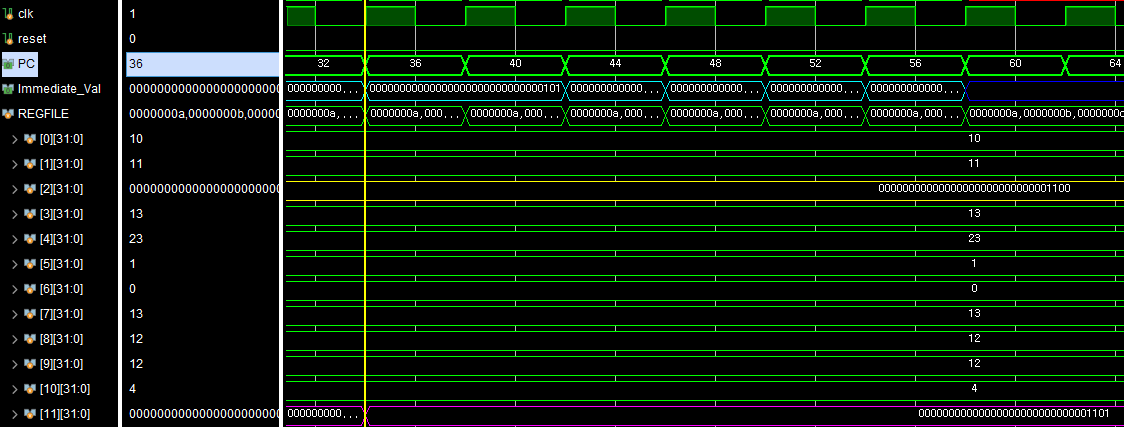 clk 1
reset 0
PC 36 32 36 40 44 48 52 56 60 64
Immediate_Val 00000000000000000000000 000000000... 00000000000000000000000000000101 000000000000... 000000000000... 000000000000... 000000000000...
REGFILE 0000000a,0000000b,00000 0000000a,... 0000000a,000... 0000000a,000... 0000000a,000... 0000000a,000... 0000000a,000... 0000000a,000... 0000000a,0000000b,0000000c
[0][31:0] 10 10
[1][31:0] 11 11
[2][31:0] 00000000000000000000000 00000000000000000000000000001100
[3][31:0] 13 13
[4][31:0] 23 23
[5][31:0] 1 1
[6][31:0] 0 0
[7][31:0] 13 13
[8][31:0] 12 12
[9][31:0] 12 12
[10][31:0] 4 4
[11][31:0] 00000000000000000000000 000000000... 00000000000000000000000000001101